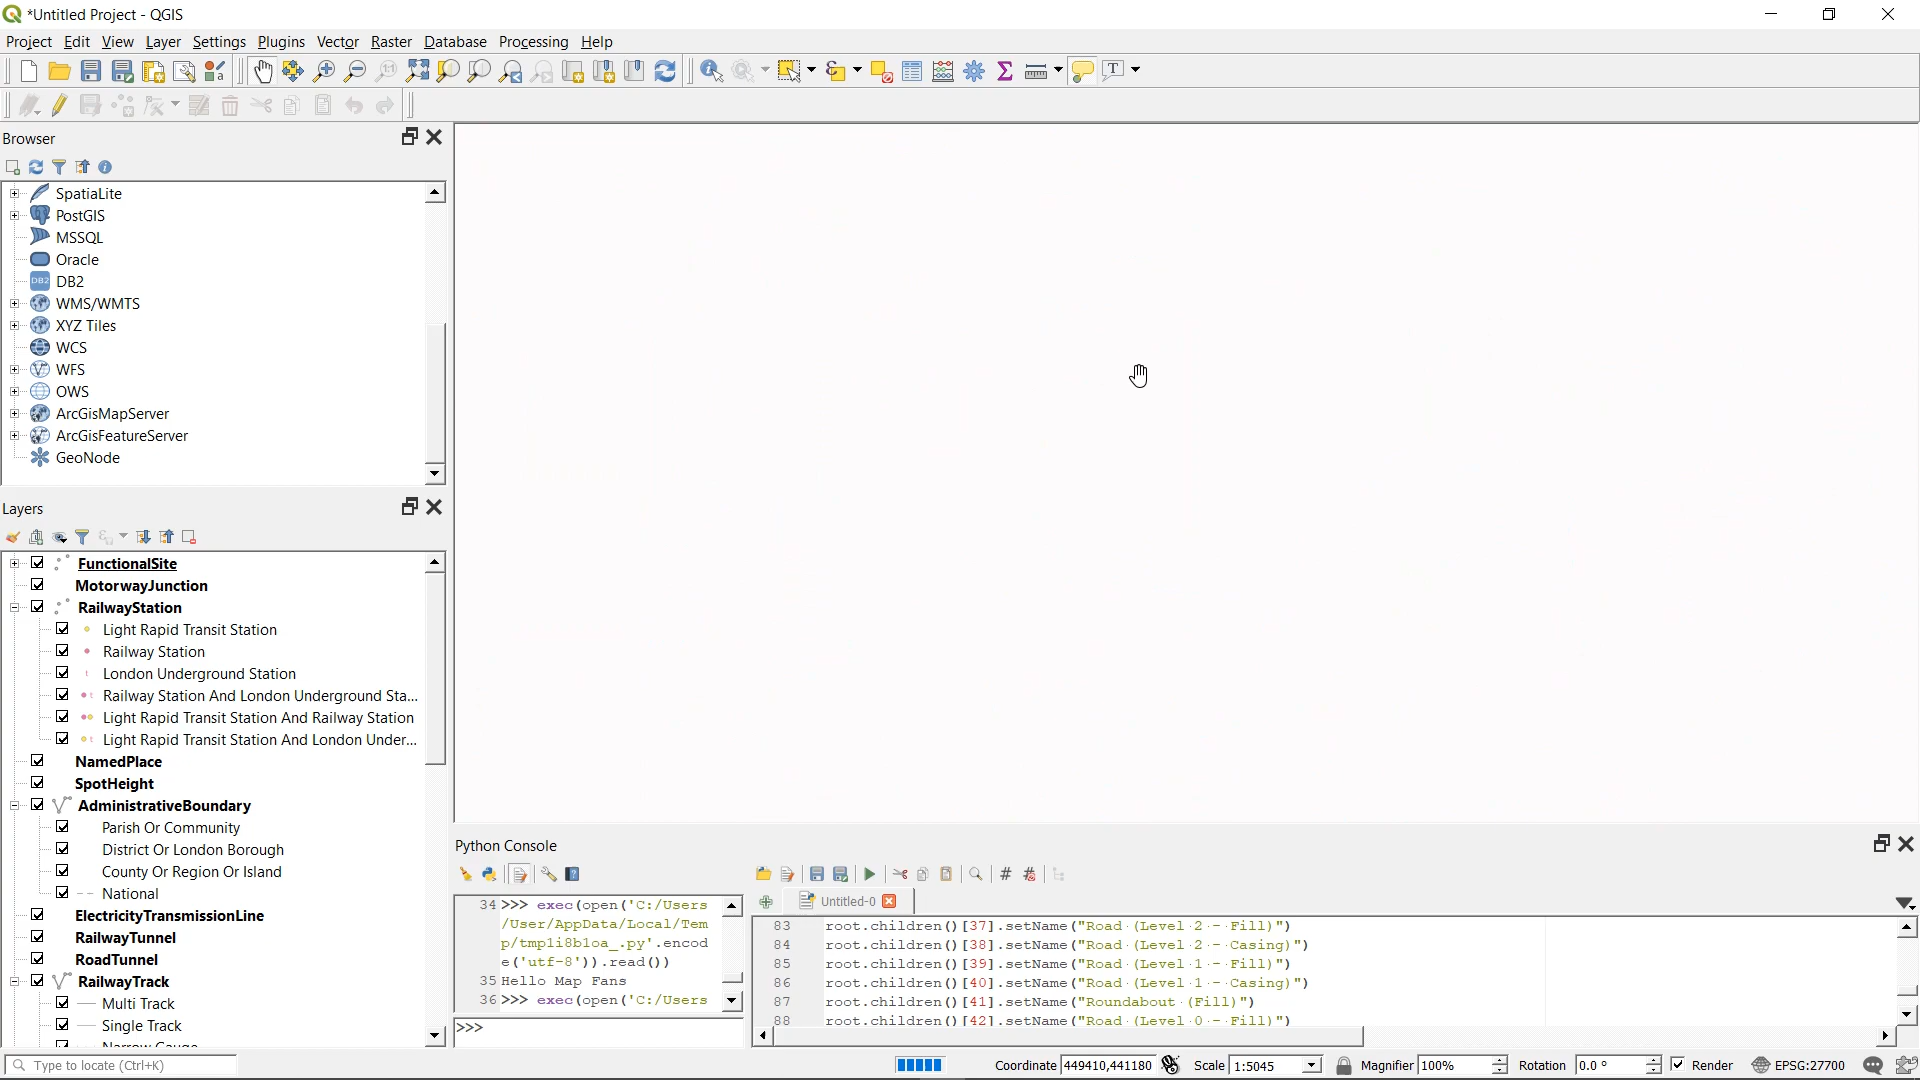 *Untitled Project - QGIS
Project Edit View Layer Settings Plugins Vector Raster Database Processing Help
Browser
SpatiaLite
PostGIS
MSSQL
Oracle
DB2
WMS/WMTS
XYZ Tiles
WCS
WFS
OWS
ArcGisMapServer
ArcGisFeatureServer
GeoNode
Layers
FunctionalSite
MotorwayJunction
RailwayStation
Light Rapid Transit Station
Railway Station
London Underground Station
Railway Station And London Underground Sta...
Light Rapid Transit Station And Railway Station
Light Rapid Transit Station And London Under...
NamedPlace
SpotHeight
AdministrativeBoundary
Parish Or Community
District Or London Borough
County Or Region Or Island
National
ElectricityTransmissionLine
RailwayTunnel
RoadTunnel
RailwayTrack
Multi Track
Single Track
Narrow Gauge
Python Console
34 >>> exec(open('C:/Users
/User/AppData/Local/Tem
p/tmp1i8b1oa_.py'.encod
e('utf-8')).read())
35 Hello Map Fans
36 >>> exec(open('C:/Users
>>>
Untitled-0
83 root.children()[37].setName("Road (Level 2 - Fill)")
84 root.children()[38].setName("Road (Level 2 - Casing)")
85 root.children()[39].setName("Road (Level 1 - Fill)")
86 root.children()[40].setName("Road (Level 1 - Casing)")
87 root.children()[41].setName("Roundabout (Fill)")
88 root.children()[42].setName("Road (Level 0 - Fill)")
Type to locate (Ctrl+K) Coordinate 449410,441180 Scale 1:5045 Magnifier 100% Rotation 0.0 ° Render EPSG:27700